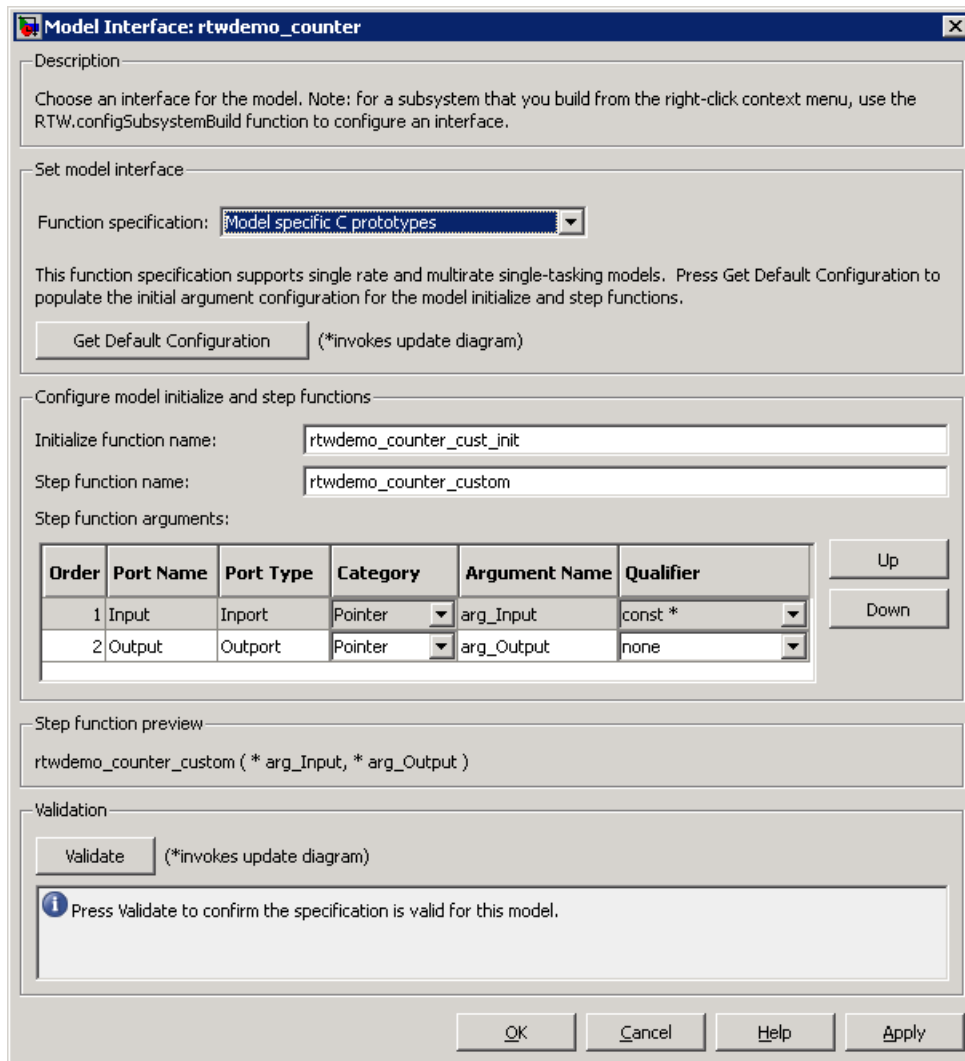 Model Interface: rtwdemo_counter
Description
Choose an interface for the model. Note: for a subsystem that you build from the right-click context menu, use the
RTW.configSubsystemBuild function to configure an interface.
Set model interface
Function specification: Model specific C prototypes
This function specification supports single rate and multirate single-tasking models. Press Get Default Configuration to
populate the initial argument configuration for the model initialize and step functions.
Get Default Configuration (*invokes update diagram)
Configure model initialize and step functions
Initialize function name: rtwdemo_counter_cust_init
Step function name: rtwdemo_counter_custom
Step function arguments:
Order Port Name Port Type Category Argument Name Qualifier
1 Input Inport Pointer arg_Input const *
2 Output Outport Pointer arg_Output none
Up
Down
Step function preview
rtwdemo_counter_custom ( * arg_Input, * arg_Output )
Validation
Validate (*invokes update diagram)
Press Validate to confirm the specification is valid for this model.
OK Cancel Help Apply